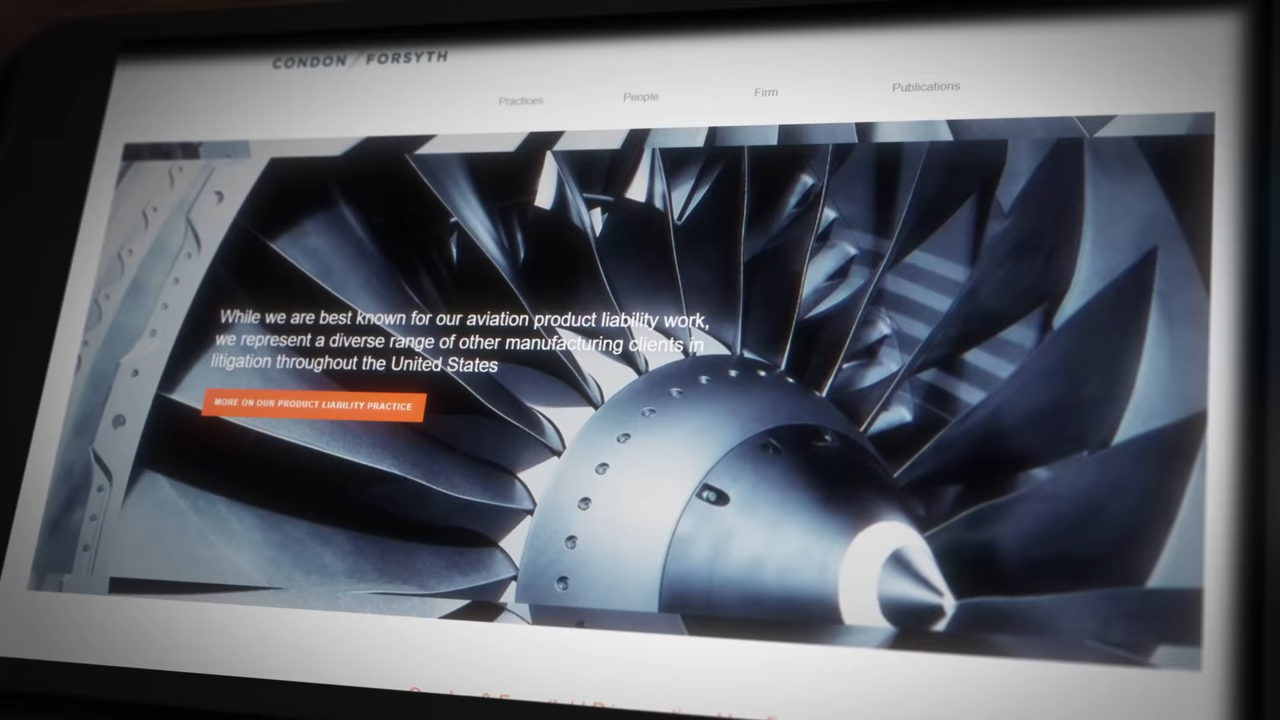 CONDON FORSYTH
Practices People Firm Publications
While we are best known for our aviation product liability work,
we represent a diverse range of other manufacturing clients in
litigation throughout the United States
MORE ON OUR PRODUCT LIABILITY PRACTICE